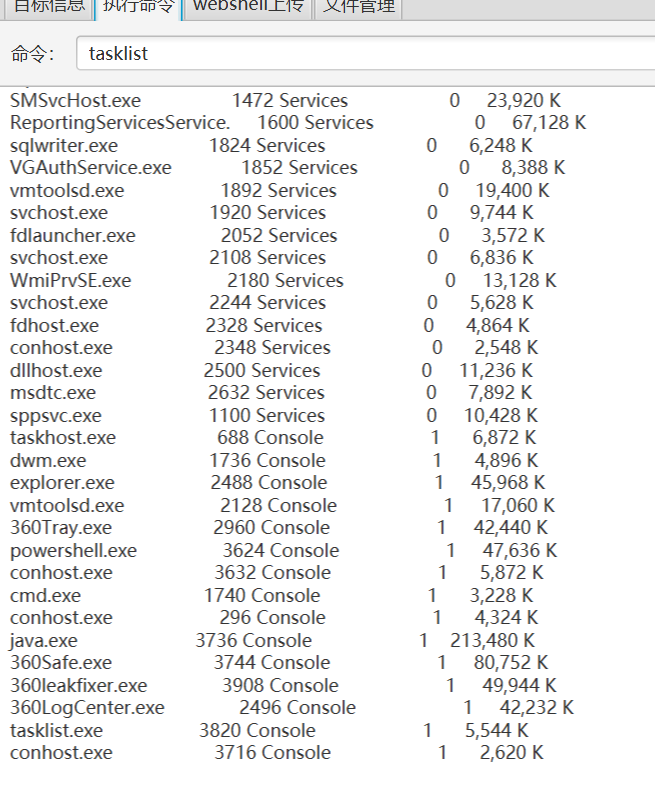 目标信息 执行命令 webshell上传 文件管理
命令: tasklist
SMSvcHost.exe 1472 Services 0 23,920 K
ReportingServicesService. 1600 Services 0 67,128 K
sqlwriter.exe 1824 Services 0 6,248 K
VGAuthService.exe 1852 Services 0 8,388 K
vmtoolsd.exe 1892 Services 0 19,400 K
svchost.exe 1920 Services 0 9,744 K
fdlauncher.exe 2052 Services 0 3,572 K
svchost.exe 2108 Services 0 6,836 K
WmiPrvSE.exe 2180 Services 0 13,128 K
svchost.exe 2244 Services 0 5,628 K
fdhost.exe 2328 Services 0 4,864 K
conhost.exe 2348 Services 0 2,548 K
dllhost.exe 2500 Services 0 11,236 K
msdtc.exe 2632 Services 0 7,892 K
sppsvc.exe 1100 Services 0 10,428 K
taskhost.exe 688 Console 1 6,872 K
dwm.exe 1736 Console 1 4,896 K
explorer.exe 2488 Console 1 45,968 K
vmtoolsd.exe 2128 Console 1 17,060 K
360Tray.exe 2960 Console 1 42,440 K
powershell.exe 3624 Console 1 47,636 K
conhost.exe 3632 Console 1 5,872 K
cmd.exe 1740 Console 1 3,228 K
conhost.exe 296 Console 1 4,324 K
java.exe 3736 Console 1 213,480 K
360Safe.exe 3744 Console 1 80,752 K
360leakfixer.exe 3908 Console 1 49,944 K
360LogCenter.exe 2496 Console 1 42,232 K
tasklist.exe 3820 Console 1 5,544 K
conhost.exe 3716 Console 1 2,620 K